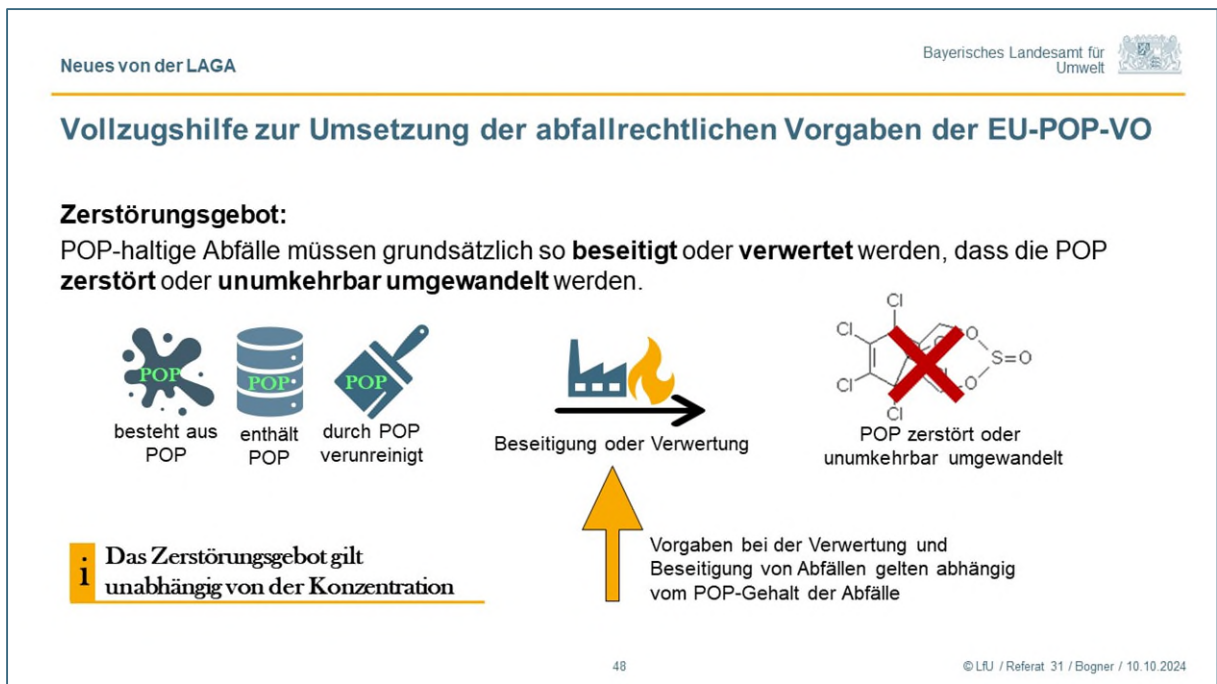 Neues von der LAGA
Bayerisches Landesamt für
Umwelt
Vollzugshilfe zur Umsetzung der abfallrechtlichen Vorgaben der EU-POP-VO
Zerstörungsgebot:
POP-haltige Abfälle müssen grundsätzlich so beseitigt oder verwertet werden, dass die POP
zerstört oder unumkehrbar umgewandelt werden.
POP
besteht aus
POP
POP
enthält
POP
POP
durch POP
verunreinigt
Beseitigung oder Verwertung
Cl
Cl
Cl
Cl
O
O
S=O
POP zerstört oder
unumkehrbar umgewandelt
i
Das Zerstörungsgebot gilt
unabhängig von der Konzentration
Vorgaben bei der Verwertung und
Beseitigung von Abfällen gelten abhängig
vom POP-Gehalt der Abfälle
48
© LfU / Referat 31 / Bogner / 10.10.2024